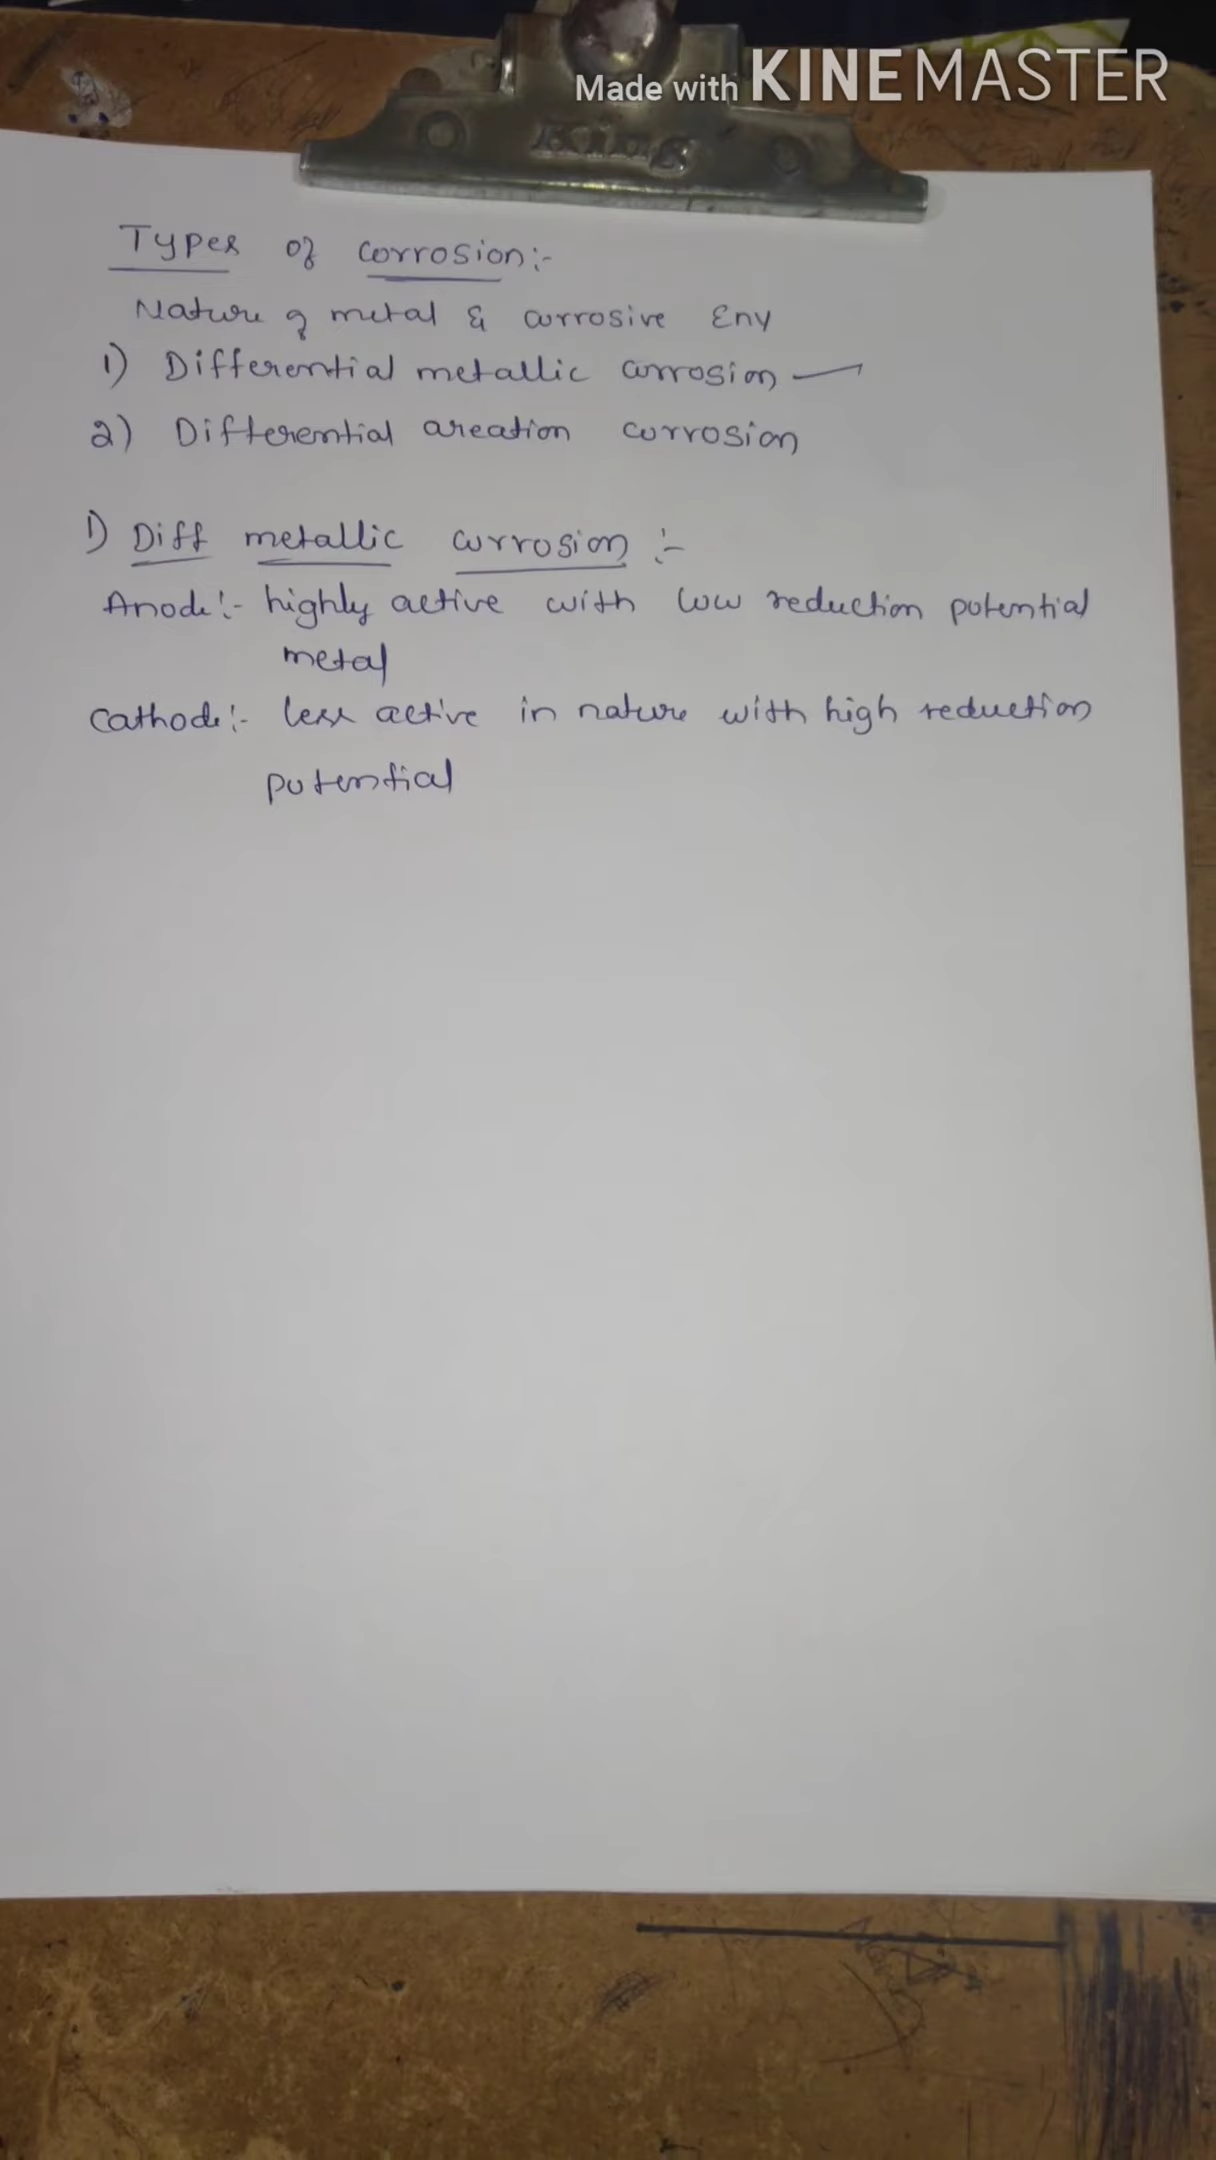 Made with KINEMASTER
King
Types of corrosion:-
Nature of metal & corrosive Env
1) Differential metallic corrosion —
2) Differential areation corrosion
1) Diff metallic corrosion :-
Anode:- highly active with low reduction potential
metal
Cathode:- less active in nature with high reduction
potential